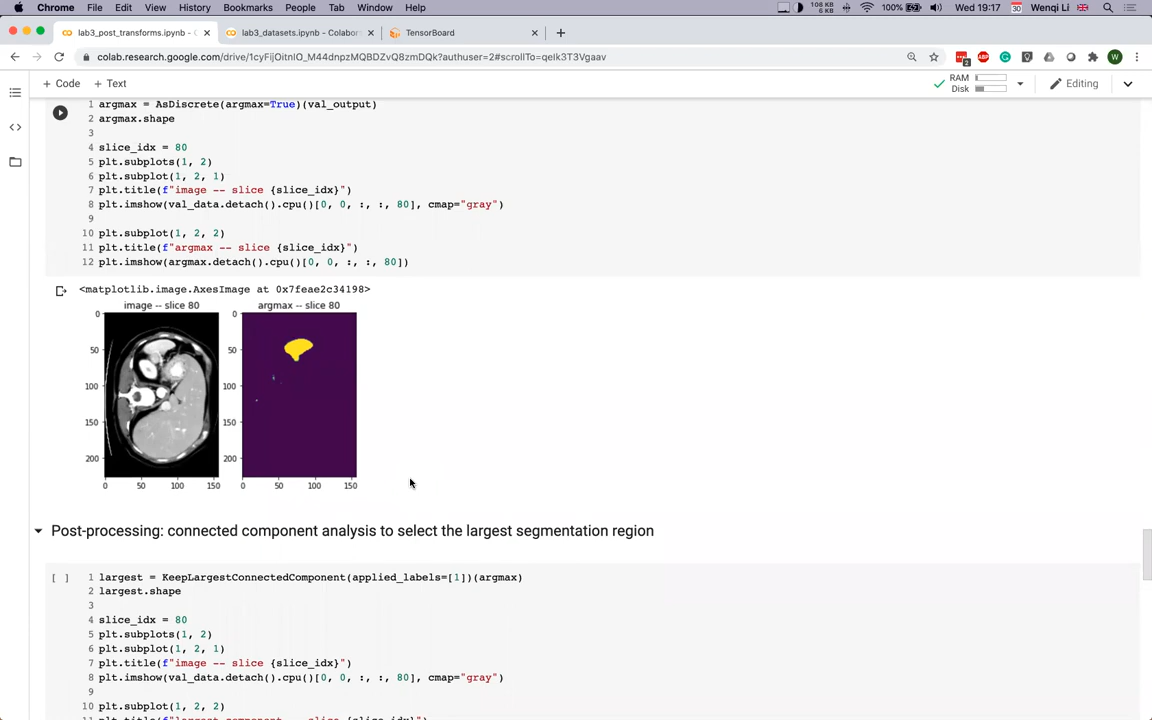 Chrome File Edit View History Bookmarks People Tab Window Help 108 KB 6 KB 100% Wed 19:17 30 Wenqi Li
lab3_post_transforms.ipynb - C lab3_datasets.ipynb - Colabor TensorBoard
colab.research.google.com/drive/1cyFijOitnIO_M44dnpzMQBDZvQ8zmDQk?authuser=2#scrollTo=qeIk3T3Vgaav
+ Code + Text RAM Disk Editing
1 argmax = AsDiscrete(argmax=True)(val_output)
2 argmax.shape
3
4 slice_idx = 80
5 plt.subplots(1, 2)
6 plt.subplot(1, 2, 1)
7 plt.title(f"image -- slice {slice_idx}")
8 plt.imshow(val_data.detach().cpu()[0, 0, :, :, 80], cmap="gray")
9
10 plt.subplot(1, 2, 2)
11 plt.title(f"argmax -- slice {slice_idx}")
12 plt.imshow(argmax.detach().cpu()[0, 0, :, :, 80])
<matplotlib.image.AxesImage at 0x7feae2c34198>
image -- slice 80 argmax -- slice 80
0 0
50 50
100 100
150 150
200 200
0 50 100 150 0 50 100 150
Post-processing: connected component analysis to select the largest segmentation region
[ ] 1 largest = KeepLargestConnectedComponent(applied_labels=[1])(argmax)
2 largest.shape
3
4 slice_idx = 80
5 plt.subplots(1, 2)
6 plt.subplot(1, 2, 1)
7 plt.title(f"image -- slice {slice_idx}")
8 plt.imshow(val_data.detach().cpu()[0, 0, :, :, 80], cmap="gray")
9
10 plt.subplot(1, 2, 2)